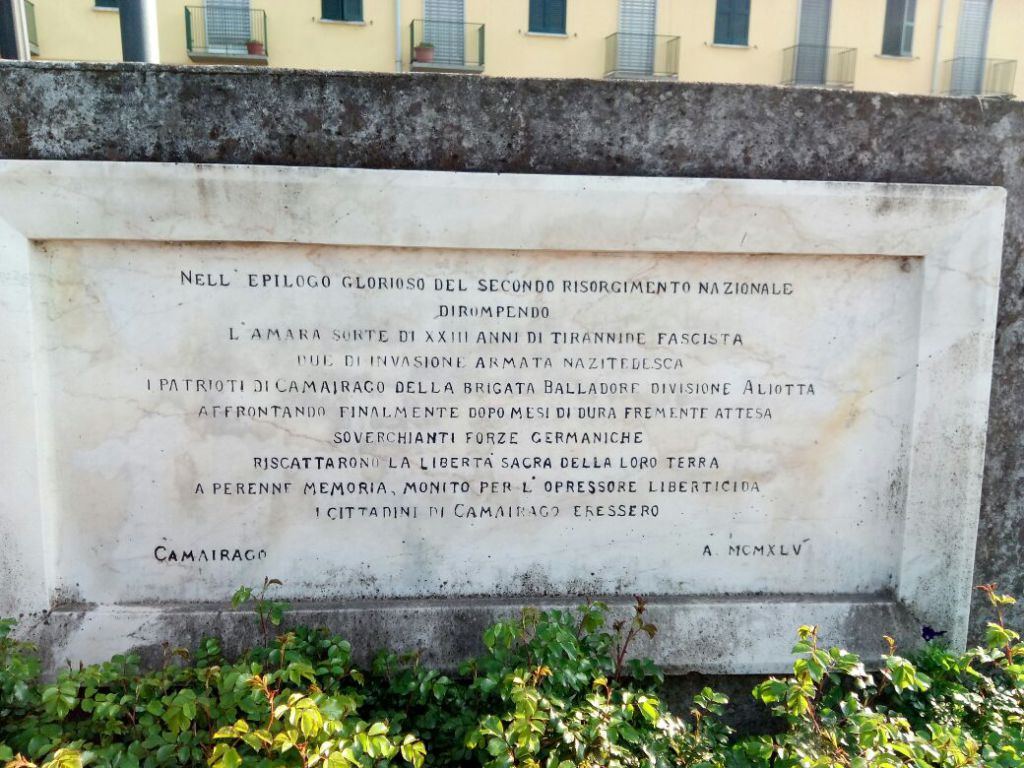 NELL' EPILOGO GLORIOSO DEL SECONDO RISORGIMENTO NAZIONALE
DIROMPENDO
L'AMARA SORTE DI XXIII ANNI DI TIRANNIDE FASCISTA
DUE DI INVASIONE ARMATA NAZITEDESCA
I PATRIOTI DI CAMAIRAGO DELLA BRIGATA BALLADORE DIVISIONE ALIOTTA
AFFRONTANDO FINALMENTE DOPO MESI DI DURA FREMENTE ATTESA
SOVERCHIANTI FORZE GERMANICHE
RISCATTARONO LA LIBERTA' SACRA DELLA LORO TERRA
A PERENNE MEMORIA, MONITO PER L'OPRESSORE LIBERTICIDA
I CITTADINI DI CAMAIRAGO ERESSERO
CAMAIRAGO A. MCMXLV